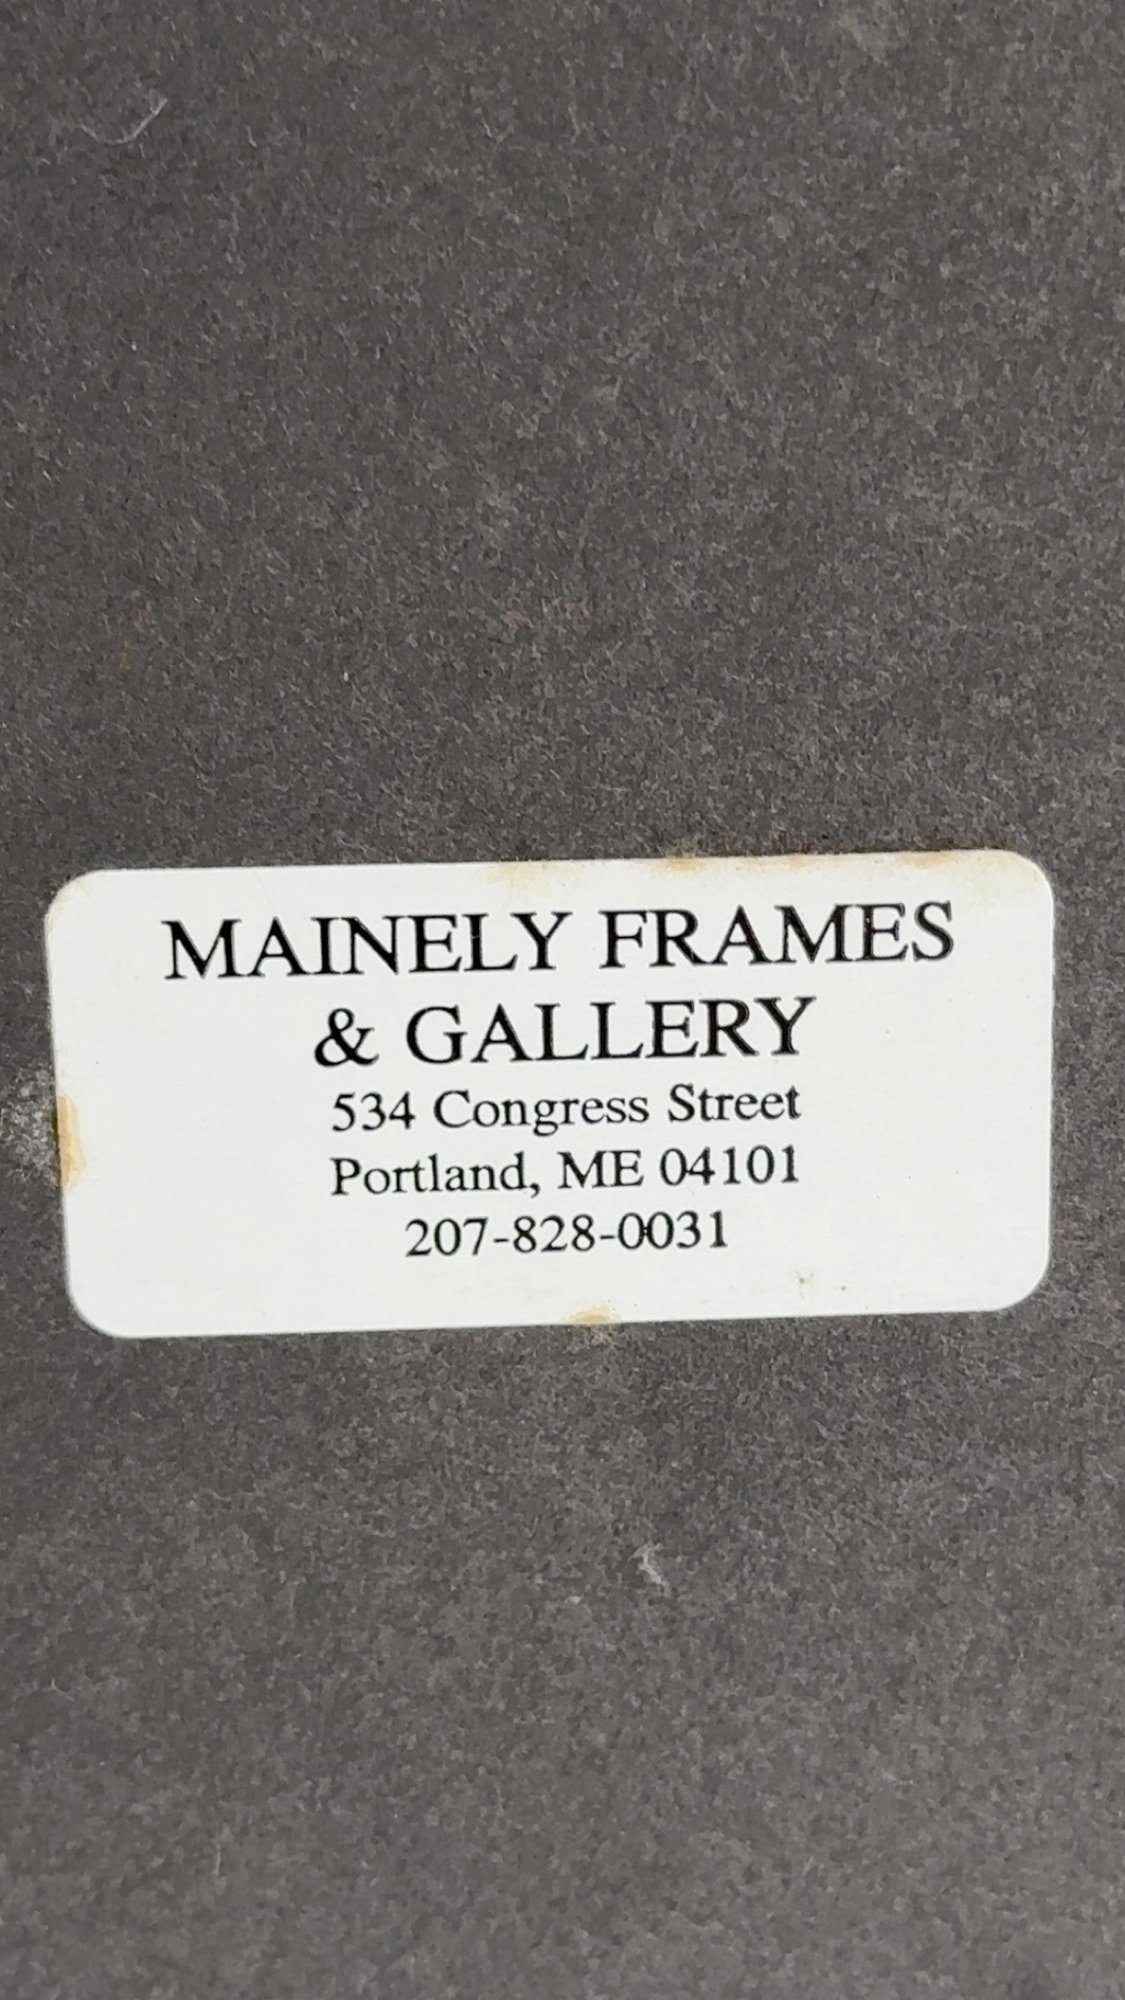 MAINELY FRAMES
& GALLERY
534 Congress Street
Portland, ME 04101
207-828-0031